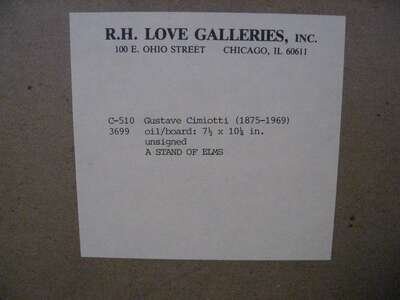 R.H. LOVE GALLERIES, INC.
100 E. OHIO STREET CHICAGO, IL 60611
C-510 Gustave Cimiotti (1875-1969)
3699 oil/board: 7½ x 10¼ in.
unsigned
A STAND OF ELMS